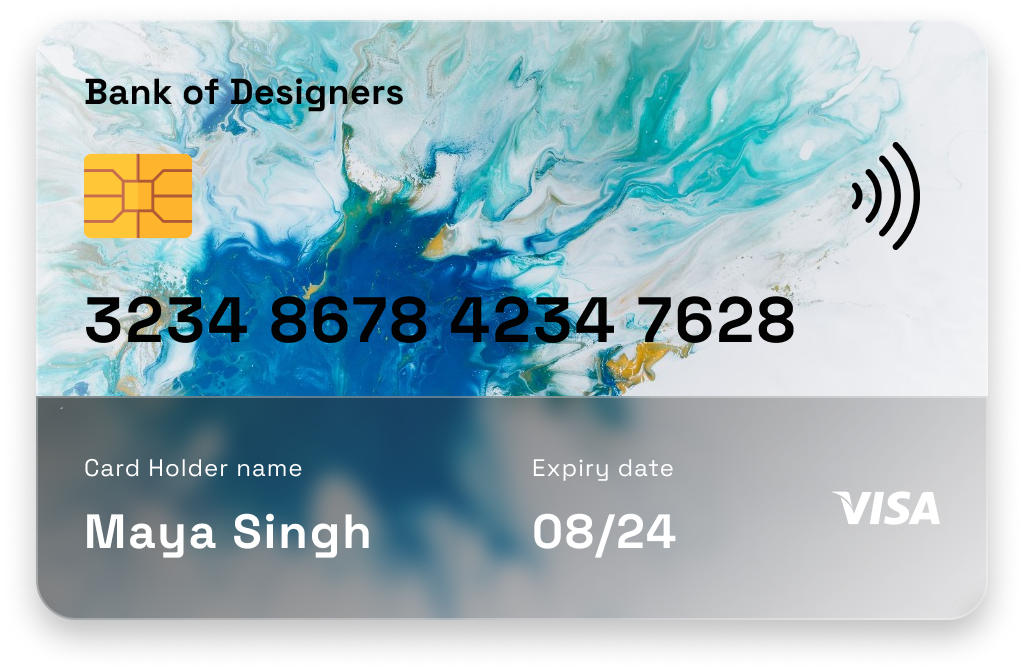 Bank of Designers
3234 8678 4234 7628
Card Holder name
Expiry date
Maya Singh
08/24
VISA